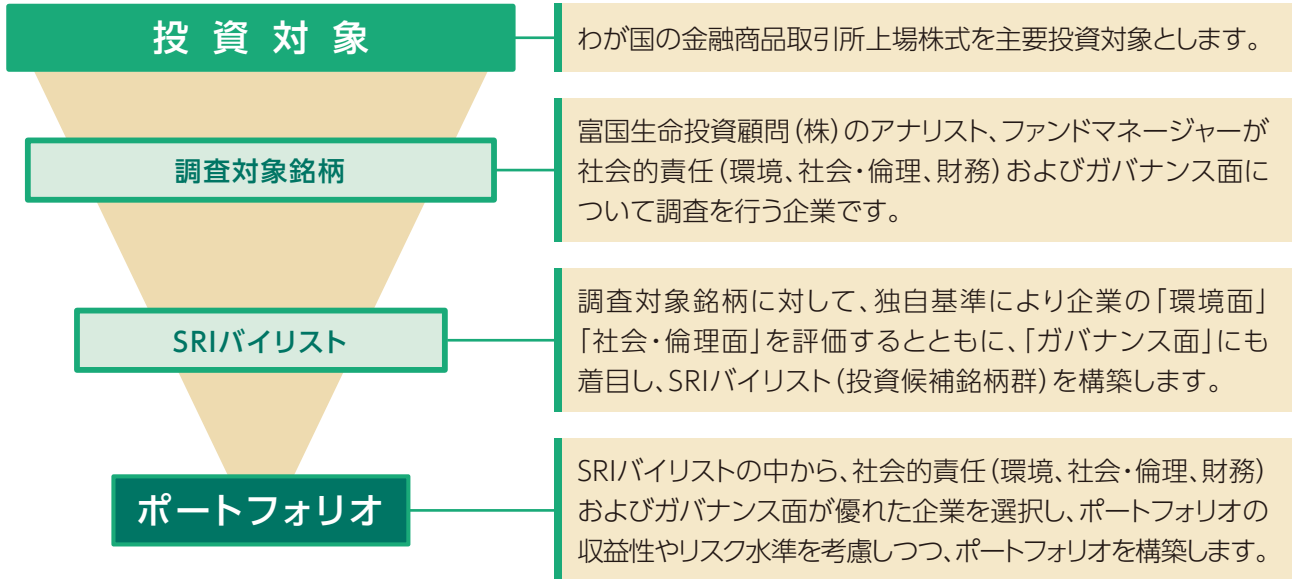 投資対象
わが国の金融商品取引所上場株式を主要投資対象とします。
調査対象銘柄
富国生命投資顧問(株)のアナリスト、ファンドマネージャーが
社会的責任(環境、社会・倫理、財務)およびガバナンス面に
ついて調査を行う企業です。
SRIバイリスト
調査対象銘柄に対して、独自基準により企業の「環境面」
「社会・倫理面」を評価するとともに、「ガバナンス面」にも
着目し、SRIバイリスト(投資候補銘柄群)を構築します。
ポートフォリオ
SRIバイリストの中から、社会的責任(環境、社会・倫理、財務)
およびガバナンス面が優れた企業を選択し、ポートフォリオの
収益性やリスク水準を考慮しつつ、ポートフォリオを構築します。